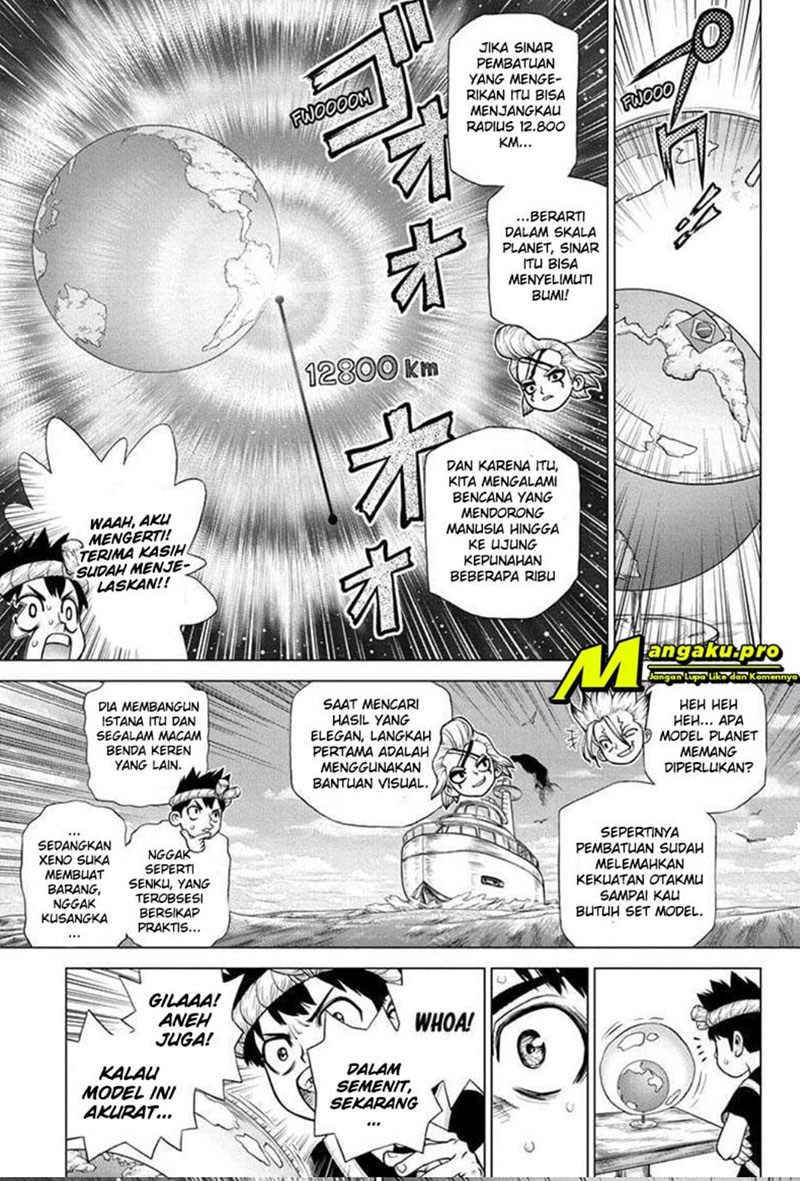 FWOOO
フォ!!
JIKA SINAR
PEMBATUAN
YANG MENGE-
RIKAN ITU BISA
MENJANGKAU
RADIUS 12.800
KM...
FWOOOOM
ゴォォオオ
...BERARTI
DALAM SKALA
PLANET, SINAR
ITU BISA
MENYELIMUTI
BUMI!
12800 km
DAN KARENA ITU,
KITA MENGALAMI
BENCANA YANG
MENDORONG
MANUSIA HINGGA
KE UJUNG
KEPUNAHAN
BEBERAPA RIBU
WAAH, AKU
MENGERTI!
TERIMA KASIH
SUDAH MENJE-
LASKAN!!
Mangaku.pro
Jangan Lupa Like dan Komennya
HEH HEH
HEH... APA
MODEL PLANET
MEMANG
DIPERLUKAN?
SEPERTINYA
PEMBATUAN SUDAH
MELEMAHKAN
KEKUATAN OTAKMU
SAMPAI KAU
BUTUH SET MODEL.
SAAT MENCARI
HASIL YANG
ELEGAN, LANGKAH
PERTAMA ADALAH
MENGGUNAKAN
BANTUAN VISUAL.
DIA MEMBANGUN
ISTANA ITU DAN
SEGALAM MACAM
BENDA KEREN
YANG LAIN.
NGGAK
SEPERTI
SENKU, YANG
TEROBSESI
BERSIKAP
PRAKTIS...
...
SEDANGKAN
XENO SUKA
MEMBUAT
BARANG,
NGGAK
KUSANGKA
...
WHOA!
DALAM
SEMENIT,
SEKARANG
...
GILAAA!
ANEH
JUGA!
KALAU
MODEL INI
AKURAT...